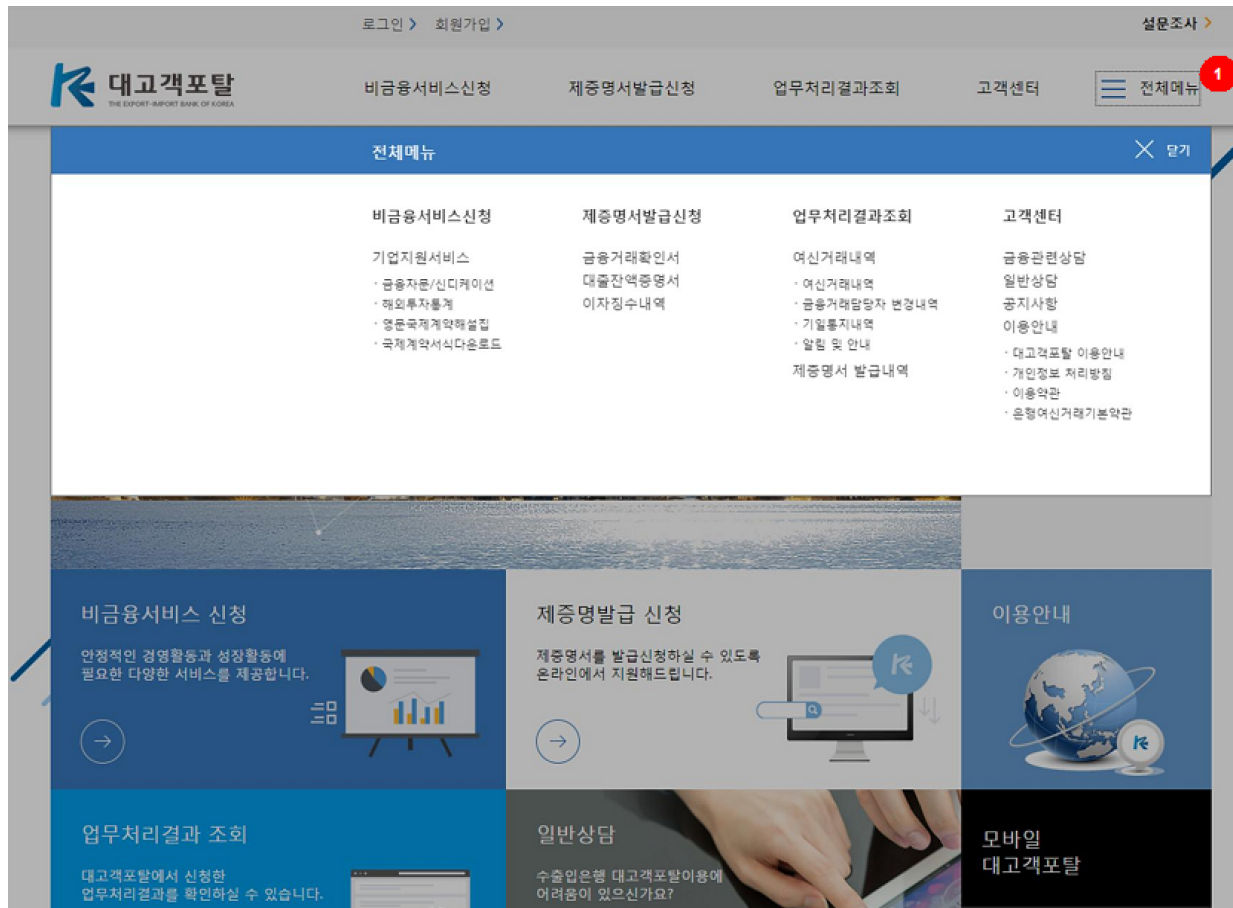 로그인 회원가입 설문조사
대고객포탈
THE EXPORT-IMPORT BANK OF KOREA
비금융서비스신청 제증명서발급신청 업무처리결과조회 고객센터 전체메뉴 1
전체메뉴 닫기
비금융서비스신청
기업지원서비스
· 금융자문/신디케이션
· 해외투자통계
· 영문국제계약해설집
· 국제계약서식다운로드
제증명서발급신청
금융거래확인서
대출잔액증명서
이자징수내역
업무처리결과조회
여신거래내역
· 여신거래내역
· 금융거래담당자 변경내역
· 기일통지내역
· 알림 및 안내
제증명서 발급내역
고객센터
금융관련상담
일반상담
공지사항
이용안내
· 대고객포탈 이용안내
· 개인정보 처리방침
· 이용약관
· 은행여신거래기본약관
비금융서비스 신청
안정적인 경영활동과 성장활동에
필요한 다양한 서비스를 제공합니다.
제증명발급 신청
제증명서를 발급신청하실 수 있도록
온라인에서 지원해드립니다.
이용안내
업무처리결과 조회
대고객포탈에서 신청한
업무처리결과를 확인하실 수 있습니다.
일반상담
수출입은행 대고객포탈이용에
어려움이 있으신가요?
모바일
대고객포탈